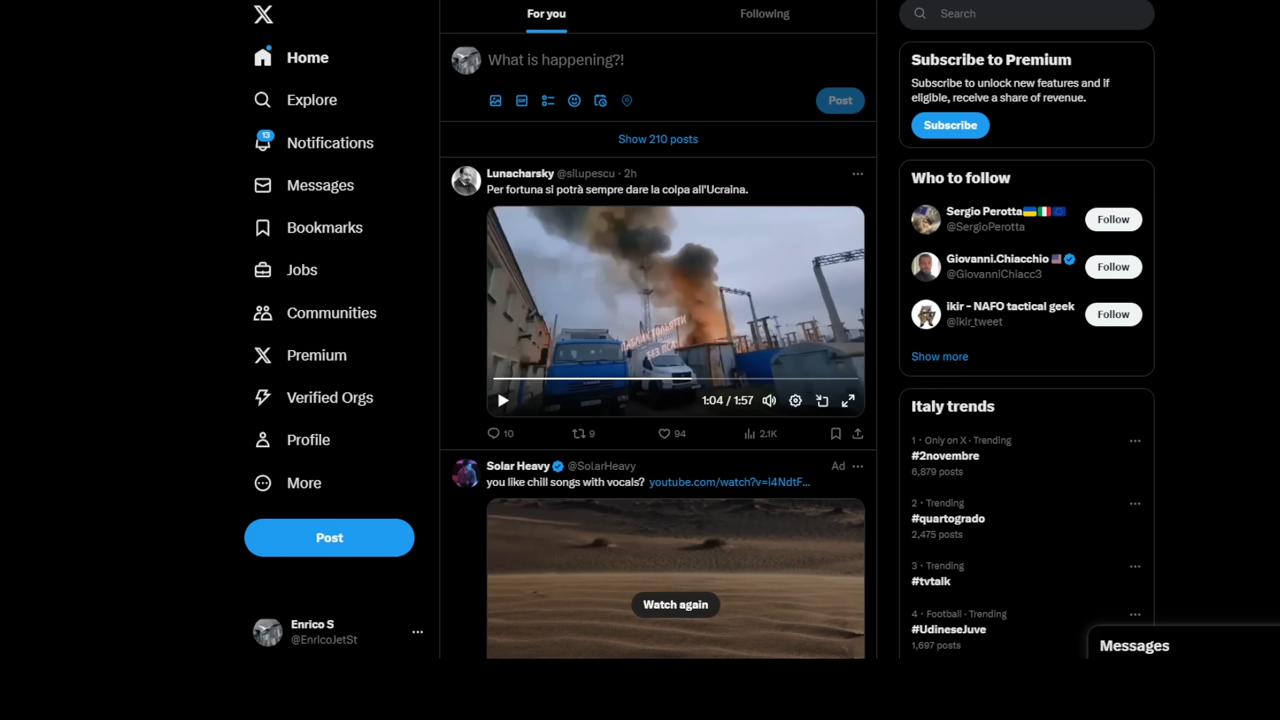 Home
Explore
13
Notifications
Messages
Bookmarks
Jobs
Communities
Premium
Verified Orgs
Profile
More
Post
Enrico S
@EnricoJetSt
For you
Following
What is happening?!
Post
Show 210 posts
Lunacharsky @silupescu · 2h
Per fortuna si potrà sempre dare la colpa all'Ucraina.
ПАБЛИК ТОЛЬЯТТИ
1:04 / 1:57
10 9 94 2.1K
Solar Heavy @SolarHeavy Ad
you like chill songs with vocals? youtube.com/watch?v=l4NdtF...
Watch again
Search
Subscribe to Premium
Subscribe to unlock new features and if
eligible, receive a share of revenue.
Subscribe
Who to follow
Sergio Perotta
@SergioPerotta
Follow
Giovanni.Chiacchio
@GiovanniChiacc3
Follow
ikir - NAFO tactical geek
@ikir_tweet
Follow
Show more
Italy trends
1 · Only on X · Trending
#2novembre
6,879 posts
2 · Trending
#quartogrado
2,475 posts
3 · Trending
#tvtalk
4 · Football · Trending
#UdineseJuve
1,697 posts
Messages